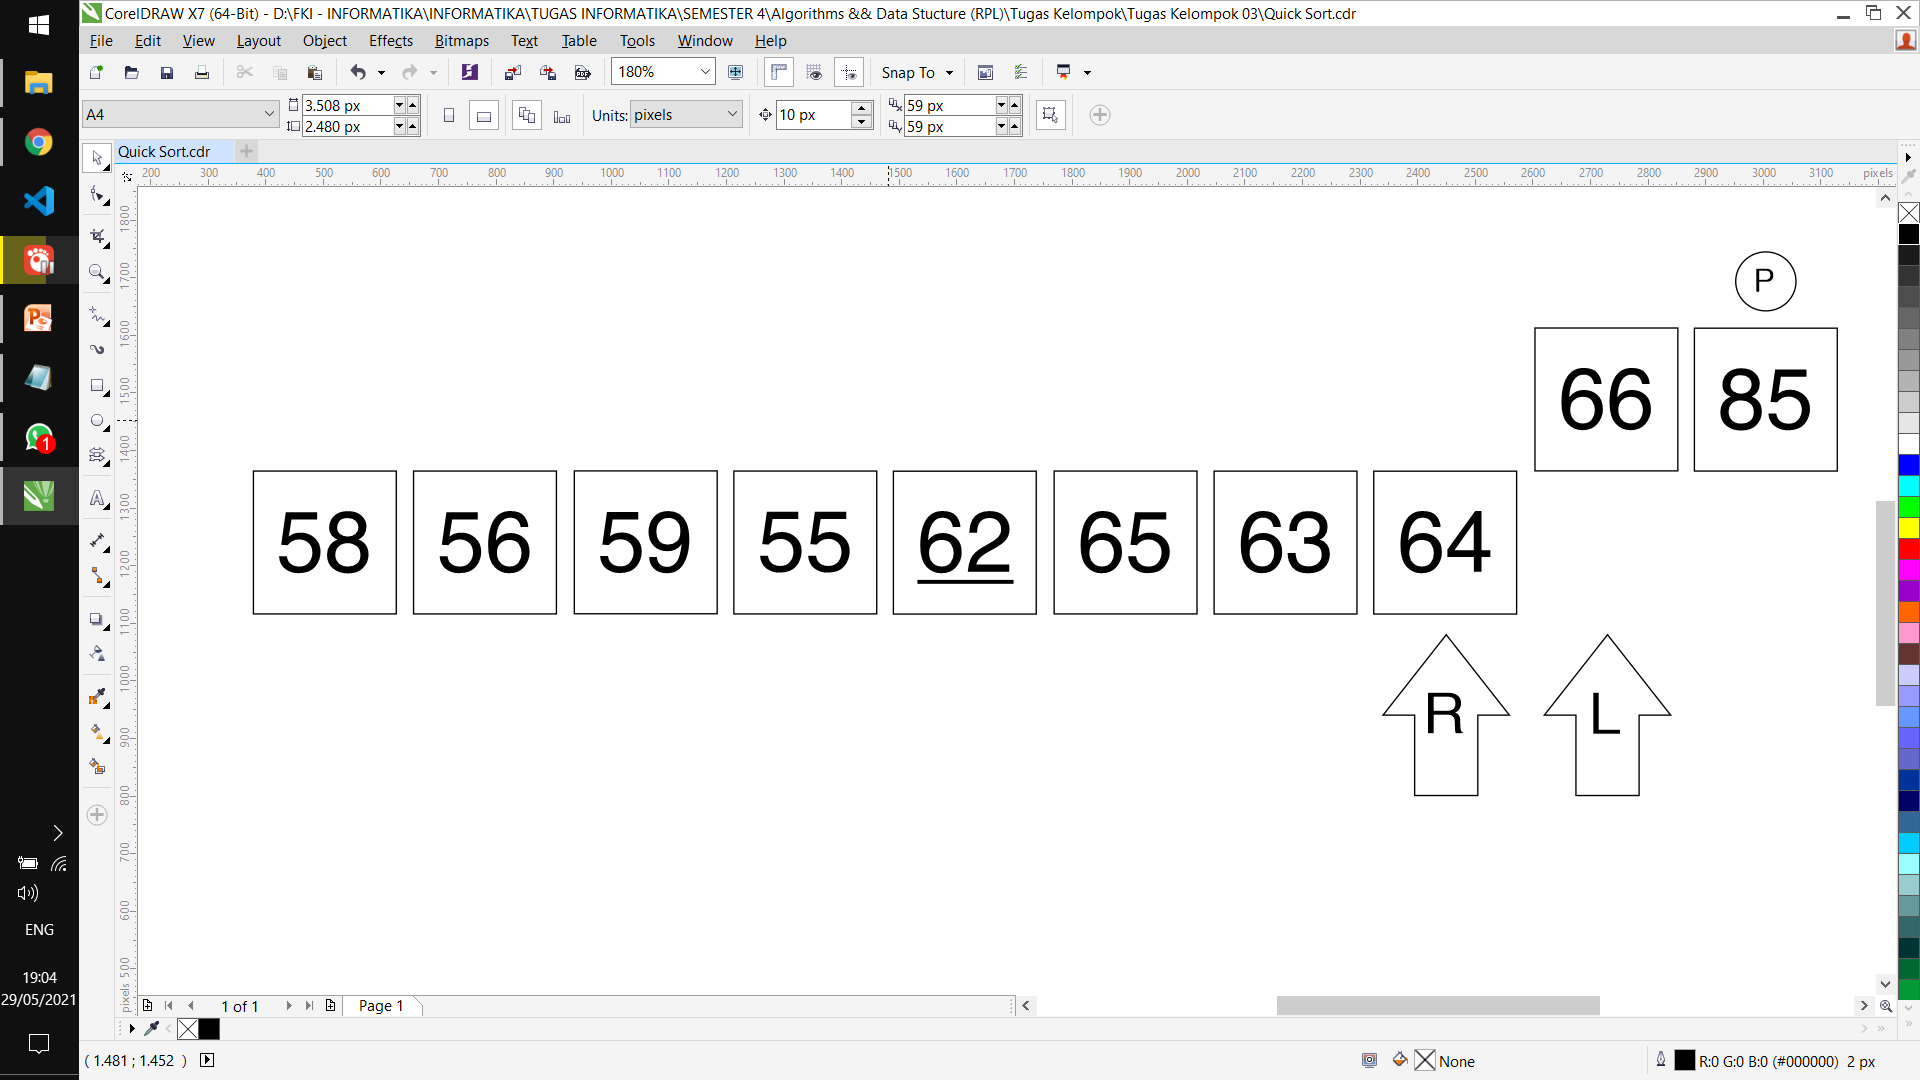 CorelDRAW X7 (64-Bit) - D:\FKI - INFORMATIKA\INFORMATIKA\TUGAS INFORMATIKA\SEMESTER 4\Algorithms && Data Stucture (RPL)\Tugas Kelompok\Tugas Kelompok 03\Quick Sort.cdr
File Edit View Layout Object Effects Bitmaps Text Table Tools Window Help
180% Snap To
A4 3.508 px 2.480 px Units: pixels 10 px 59 px 59 px
Quick Sort.cdr
200 300 400 500 600 700 800 900 1000 1100 1200 1300 1400 1500 1600 1700 1800 1900 2000 2100 2200 2300 2400 2500 2600 2700 2800 2900 3000 3100 pixels
1800 1700 1600 1500 1400 1300 1200 1100 1000 900 800 700 600 500 pixels
P
66 85
58 56 59 55 62 65 63 64
R L
1
ENG
19:04
29/05/2021
1 of 1 Page 1
( 1.481 ; 1.452 ) None R:0 G:0 B:0 (#000000) 2 px